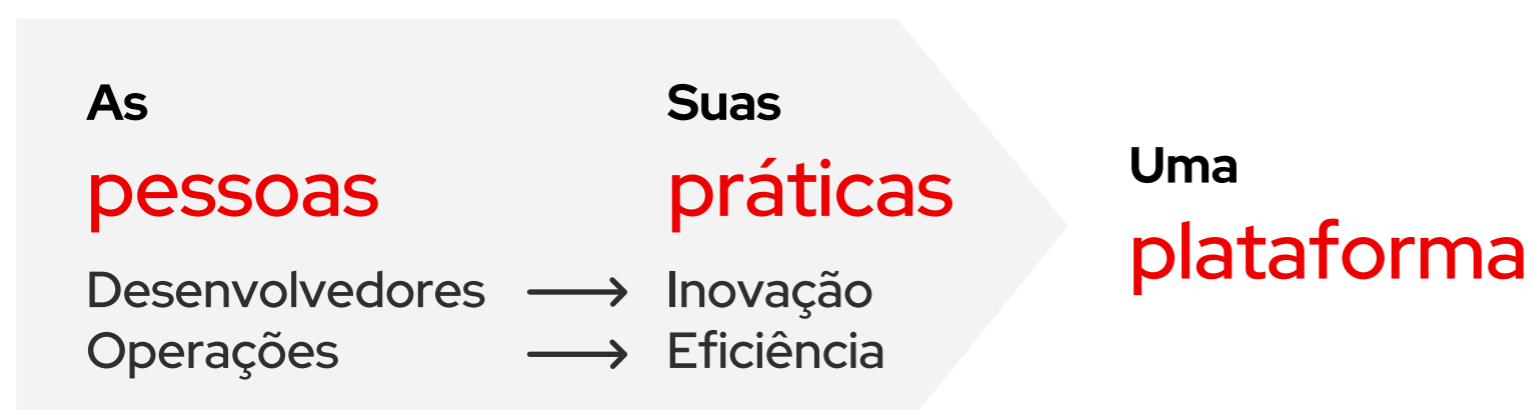 As
pessoas
Desenvolvedores
Operações
Suas
práticas
Inovação
Eficiência
Uma
plataforma